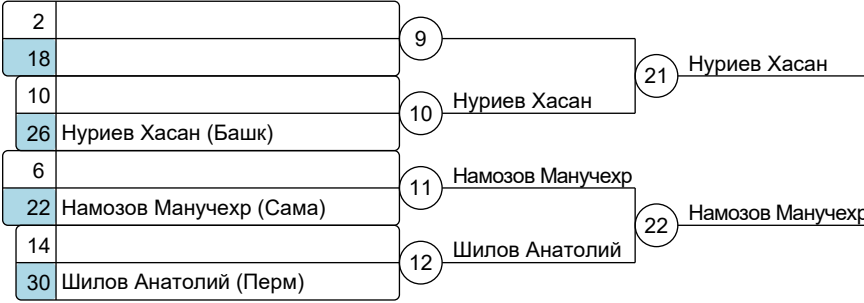 2
18
9
10
26 Нуриев Хасан (Башк)
10
Нуриев Хасан
21
Нуриев Хасан
6
22 Намозов Манучехр (Сама)
11
Намозов Манучехр
14
30 Шилов Анатолий (Перм)
12
Шилов Анатолий
22
Намозов Манучехр